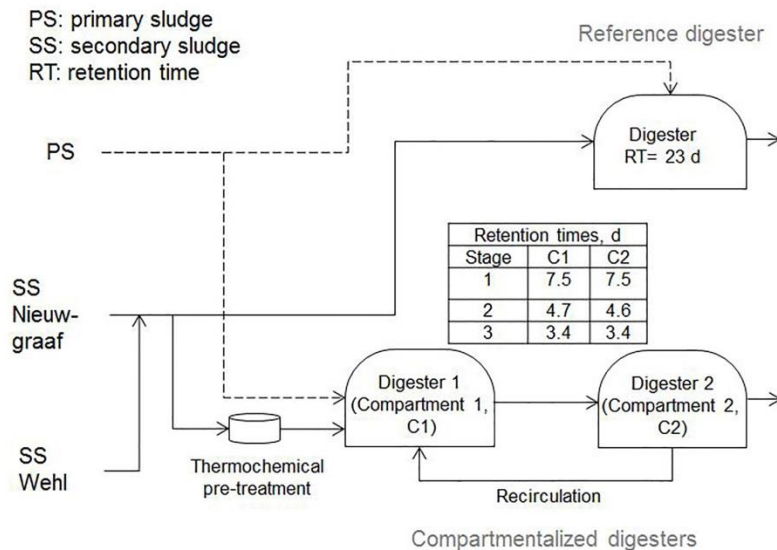 PS: primary sludge
SS: secondary sludge
RT: retention time
Reference digester
PS
Digester
RT= 23 d
Retention times, d
Stage C1 C2
1 7.5 7.5
2 4.7 4.6
3 3.4 3.4
SS
Nieuw-
graaf
Digester 1
(Compartment 1,
C1)
Digester 2
(Compartment 2,
C2)
SS
Wehl
Thermochemical
pre-treatment
Recirculation
Compartmentalized digesters